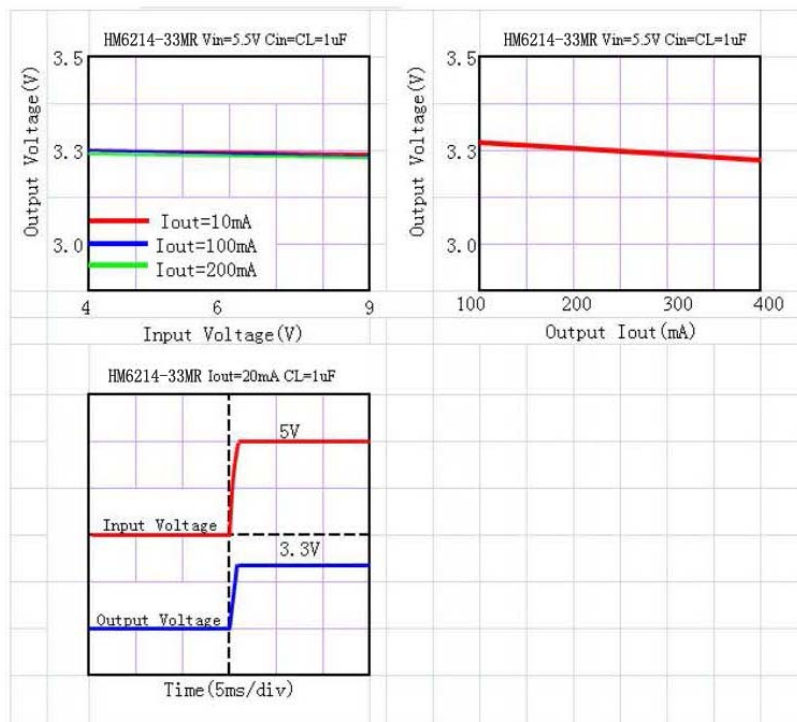 HM6214-33MR Vin=5.5V Cin=CL=1uF
Output Voltage(V)
3.5
3.3
3.0
Iout=10mA
Iout=100mA
Iout=200mA
4
6
9
Input Voltage(V)
HM6214-33MR Vin=5.5V Cin=CL=1uF
Output Voltage(V)
3.5
3.3
3.0
100
200
300
400
Output Iout(mA)
HM6214-33MR Iout=20mA CL=1uF
5V
Input Voltage
3.3V
Output Voltage
Time(5ms/div)